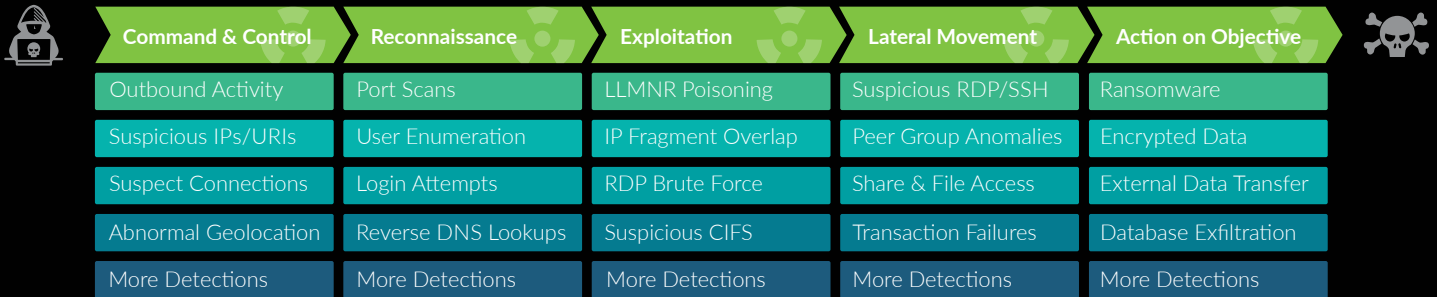 Command & Control
Reconnaissance
Exploitation
Lateral Movement
Action on Objective
Outbound Activity
Port Scans
LLMNR Poisoning
Suspicious RDP/SSH
Ransomware
Suspicious IPs/URIs
User Enumeration
IP Fragment Overlap
Peer Group Anomalies
Encrypted Data
Suspect Connections
Login Attempts
RDP Brute Force
Share & File Access
External Data Transfer
Abnormal Geolocation
Reverse DNS Lookups
Suspicious CIFS
Transaction Failures
Database Exfiltration
More Detections
More Detections
More Detections
More Detections
More Detections